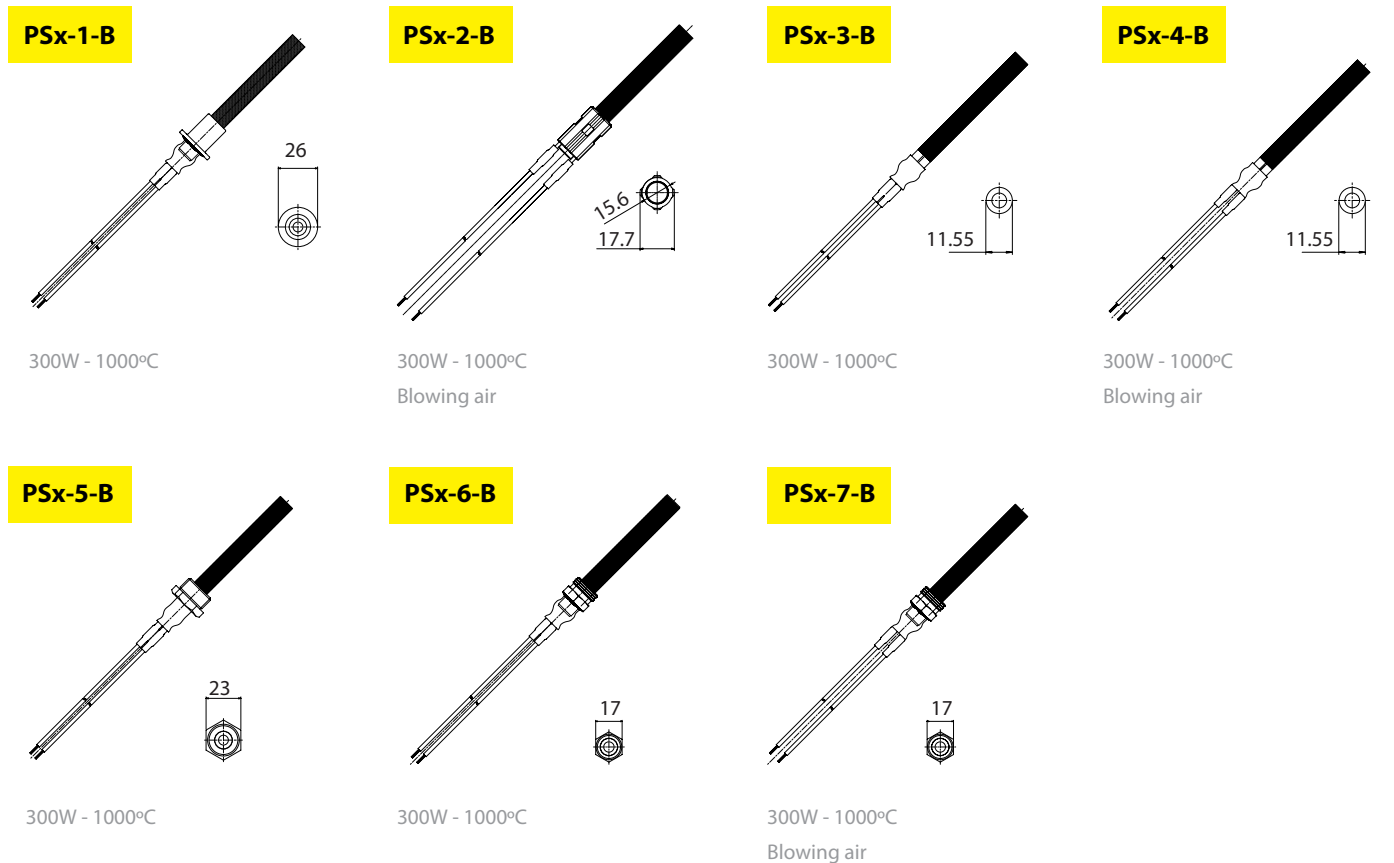 PSx-1-B
26
300W - 1000ºC
PSx-2-B
15.6
17.7
300W - 1000ºC
Blowing air
PSx-3-B
11.55
300W - 1000ºC
PSx-4-B
11.55
300W - 1000ºC
Blowing air
PSx-5-B
23
300W - 1000ºC
PSx-6-B
17
300W - 1000ºC
PSx-7-B
17
300W - 1000ºC
Blowing air